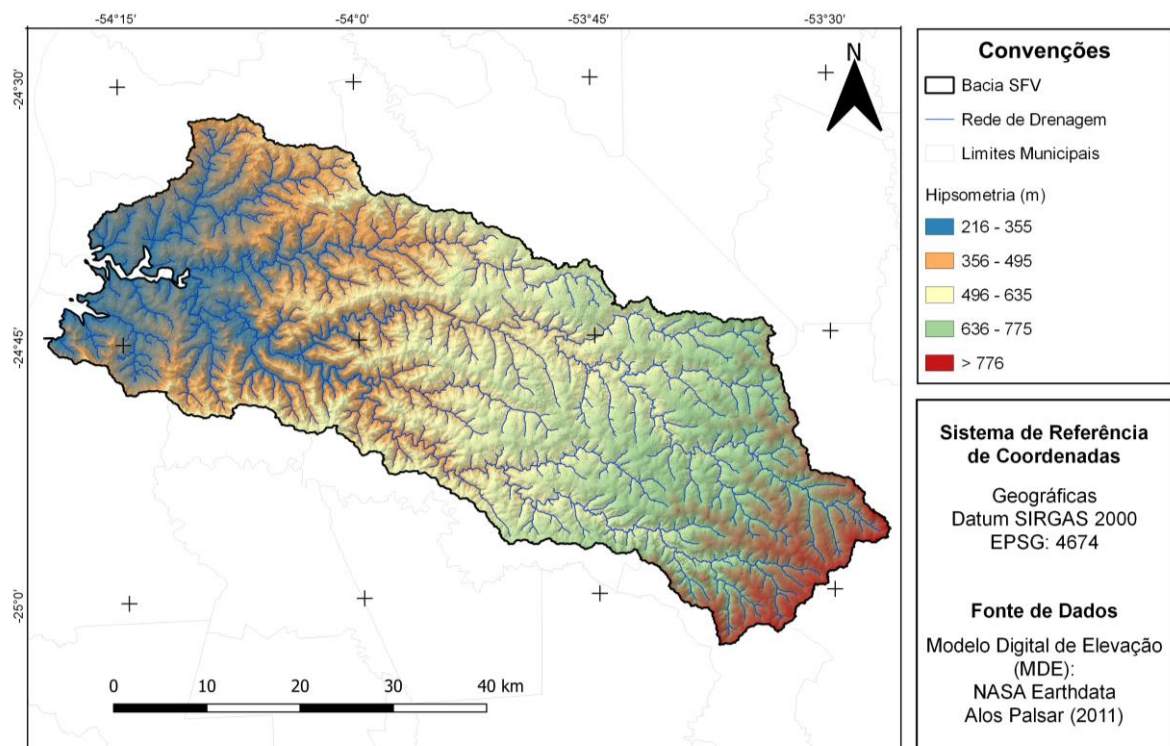 -54°15'
-54°0'
-53°45'
-53°30'
-24°30'
-24°45'
-25°0'
N
0 10 20 30 40 km
Convenções
Bacia SFV
Rede de Drenagem
Limites Municipais
Hipsometria (m)
216 - 355
356 - 495
496 - 635
636 - 775
> 776
Sistema de Referência
de Coordenadas
Geográficas
Datum SIRGAS 2000
EPSG: 4674
Fonte de Dados
Modelo Digital de Elevação
(MDE):
NASA Earthdata
Alos Palsar (2011)